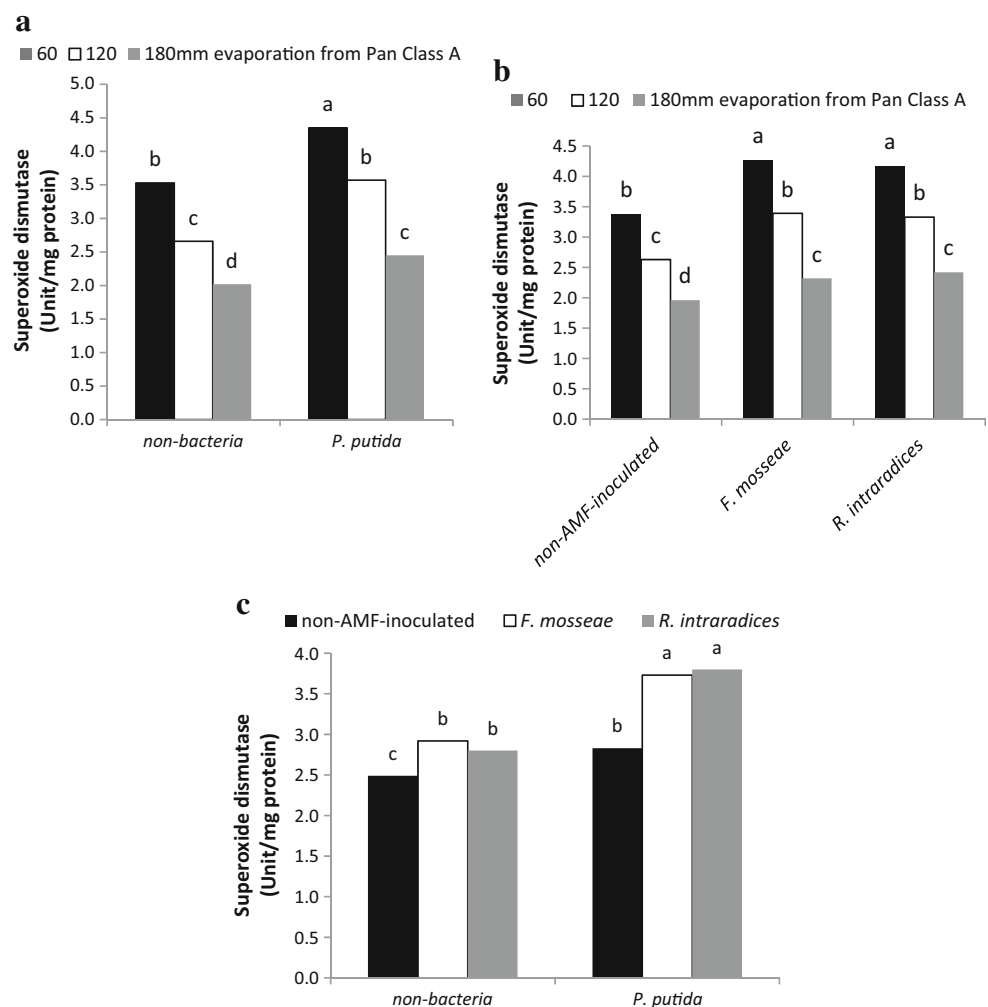 a
60 120 180mm evaporation from Pan Class A
Superoxide dismutase
(Unit/mg protein)
5.0
4.5
4.0
3.5
3.0
2.5
2.0
1.5
1.0
0.5
0.0
b
c
d
a
b
c
non-bacteria
P. putida
b
60 120 180mm evaporation from Pan Class A
Superoxide dismutase
(Unit/mg protein)
4.5
4.0
3.5
3.0
2.5
2.0
1.5
1.0
0.5
0.0
b
c
d
a
b
c
a
b
c
non-AMF-inoculated
F. mosseae
R. intraradices
c
non-AMF-inoculated F. mosseae R. intraradices
Superoxide dismutase
(Unit/mg protein)
4.0
3.5
3.0
2.5
2.0
1.5
1.0
0.5
0.0
c
b
b
b
a
a
non-bacteria
P. putida